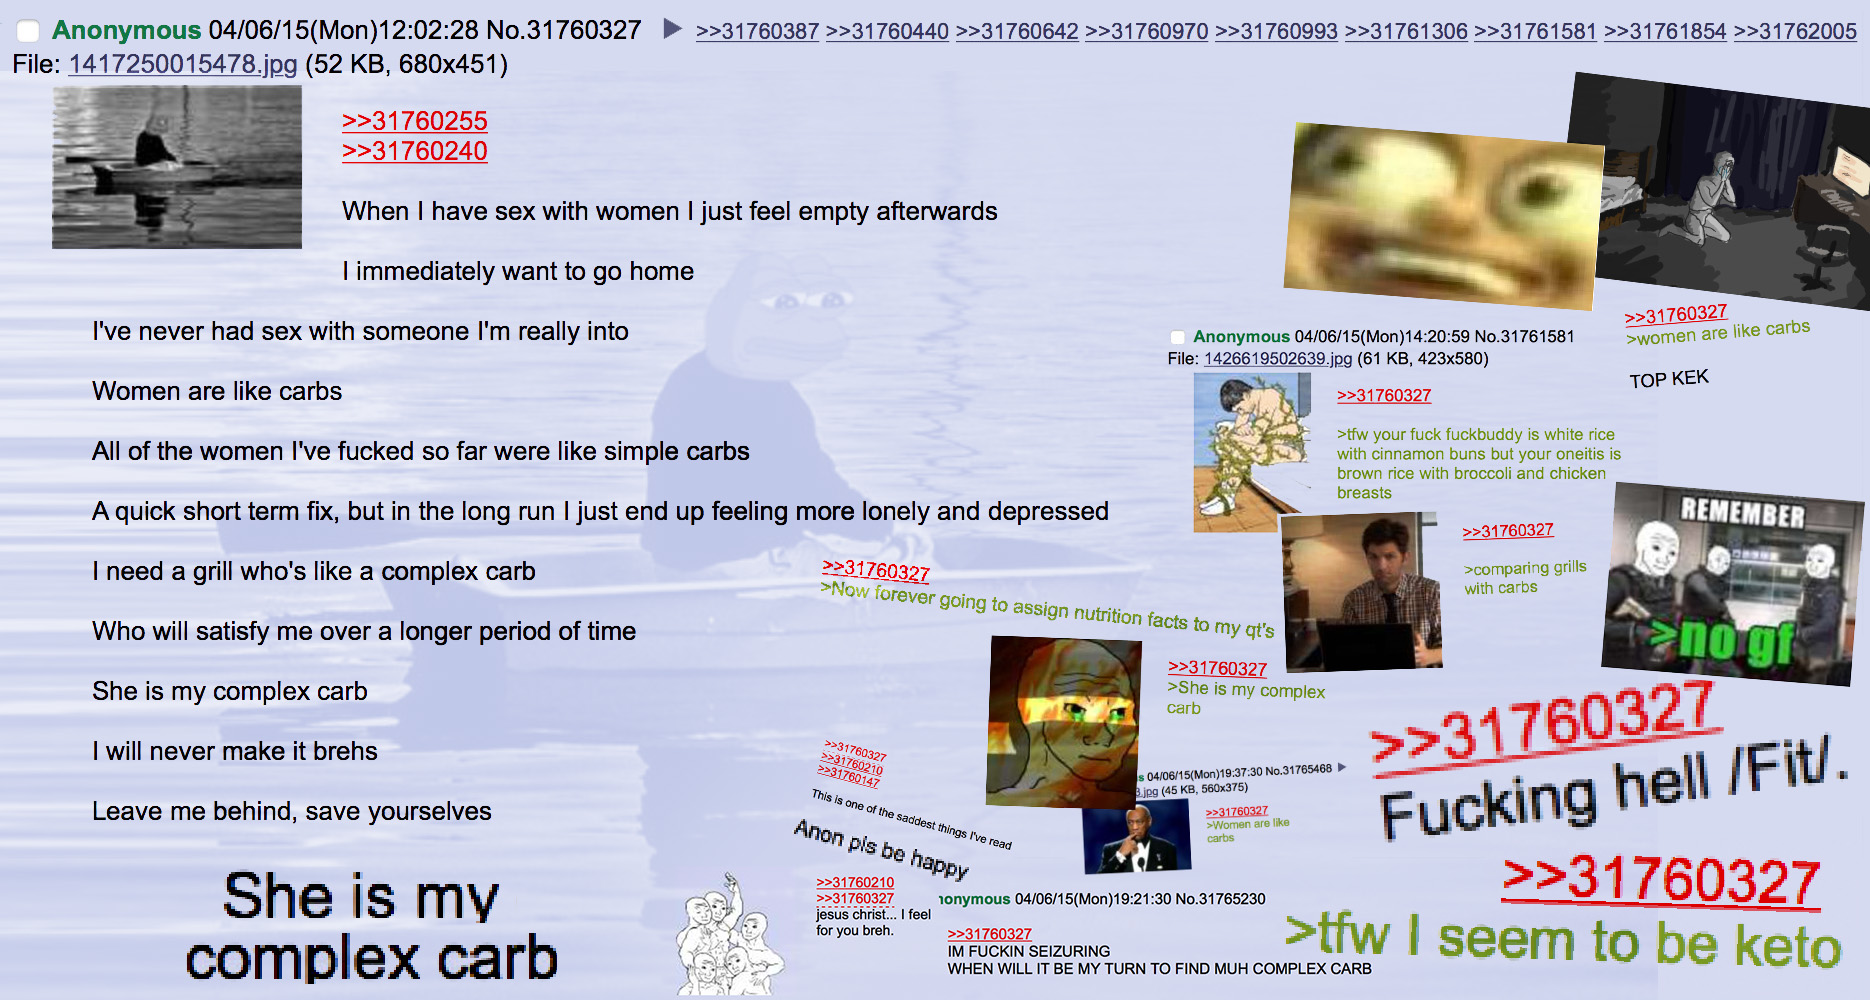 Anonymous 04/06/15(Mon)12:02:28 No.31760327 ▶ >>31760387 >>31760440 >>31760642 >>31760970 >>31760993 >>31761306 >>31761581 >>31761854 >>31762005
File: 1417250015478.jpg (52 KB, 680x451)
>>31760255
>>31760240
When I have sex with women I just feel empty afterwards
I immediately want to go home
I've never had sex with someone I'm really into
Women are like carbs
All of the women I've fucked so far were like simple carbs
A quick short term fix, but in the long run I just end up feeling more lonely and depressed
I need a grill who's like a complex carb
Who will satisfy me over a longer period of time
She is my complex carb
I will never make it brehs
Leave me behind, save yourselves
She is my
complex carb
>>31760327
>women are like carbs
TOP KEK
Anonymous 04/06/15(Mon)14:20:59 No.31761581
File: 1426619502639.jpg (61 KB, 423x580)
>>31760327
>tfw your fuck fuckbuddy is white rice
with cinnamon buns but your oneitis is
brown rice with broccoli and chicken
breasts
>>31760327
>comparing grills
with carbs
REMEMBER
>no gf
>>31760327
>Now forever going to assign nutrition facts to my qt's
>>31760327
>She is my complex
carb
>>31760327
Fucking hell /Fit/.
>>31760327
>>31760210
>>31760147
This is one of the saddest things I've read
Anon pls be happy
s 04/06/15(Mon)19:37:30 No.31765468 ▶
3.jpg (45 KB, 560x375)
>>31760327
>Women are like
carbs
>>31760210
>>31760327
jesus christ... I feel
for you breh.
nonymous 04/06/15(Mon)19:21:30 No.31765230
>>31760327
IM FUCKIN SEIZURING
WHEN WILL IT BE MY TURN TO FIND MUH COMPLEX CARB
>>31760327
>tfw I seem to be keto